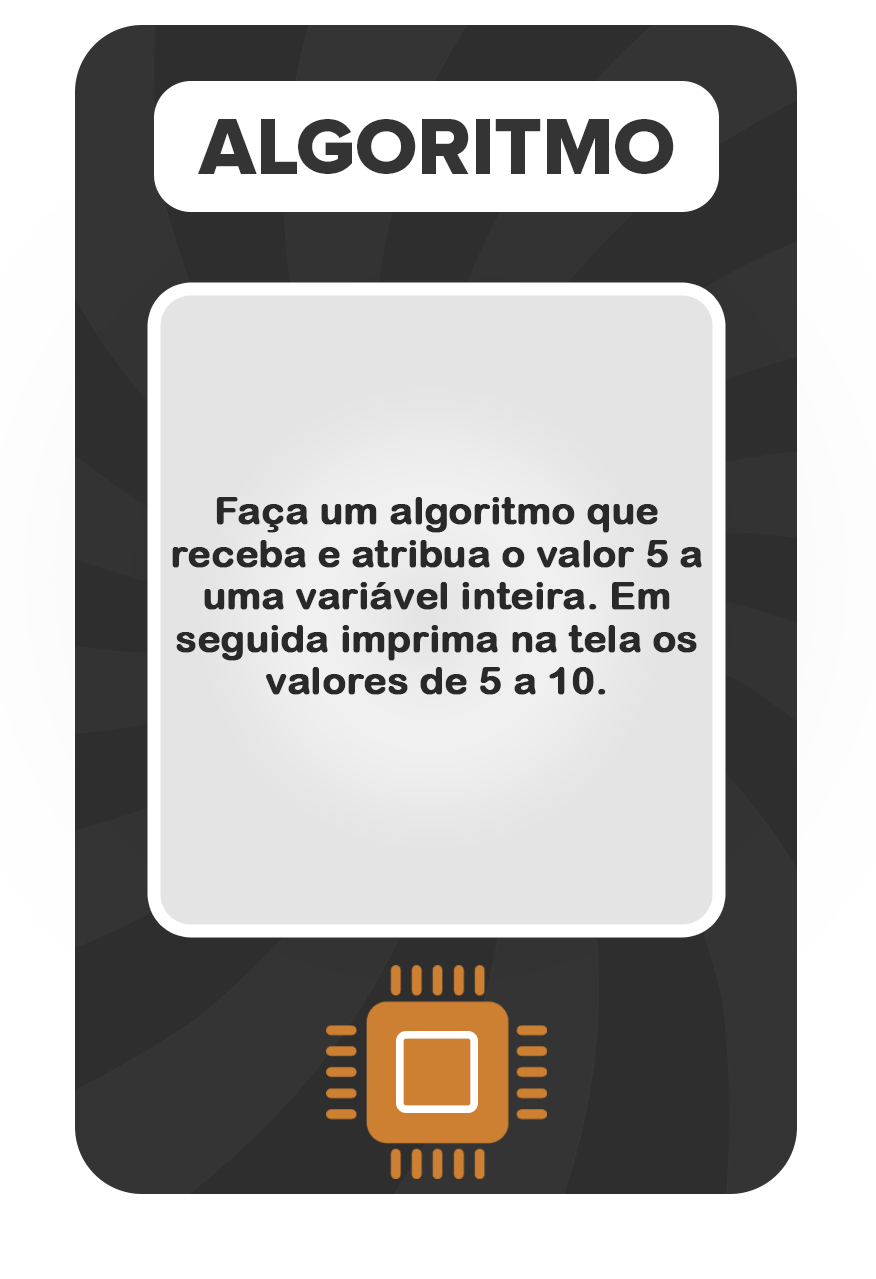 ALGORITMO
Faça um algoritmo que
receba e atribua o valor 5 a
uma variável inteira. Em
seguida imprima na tela os
valores de 5 a 10.